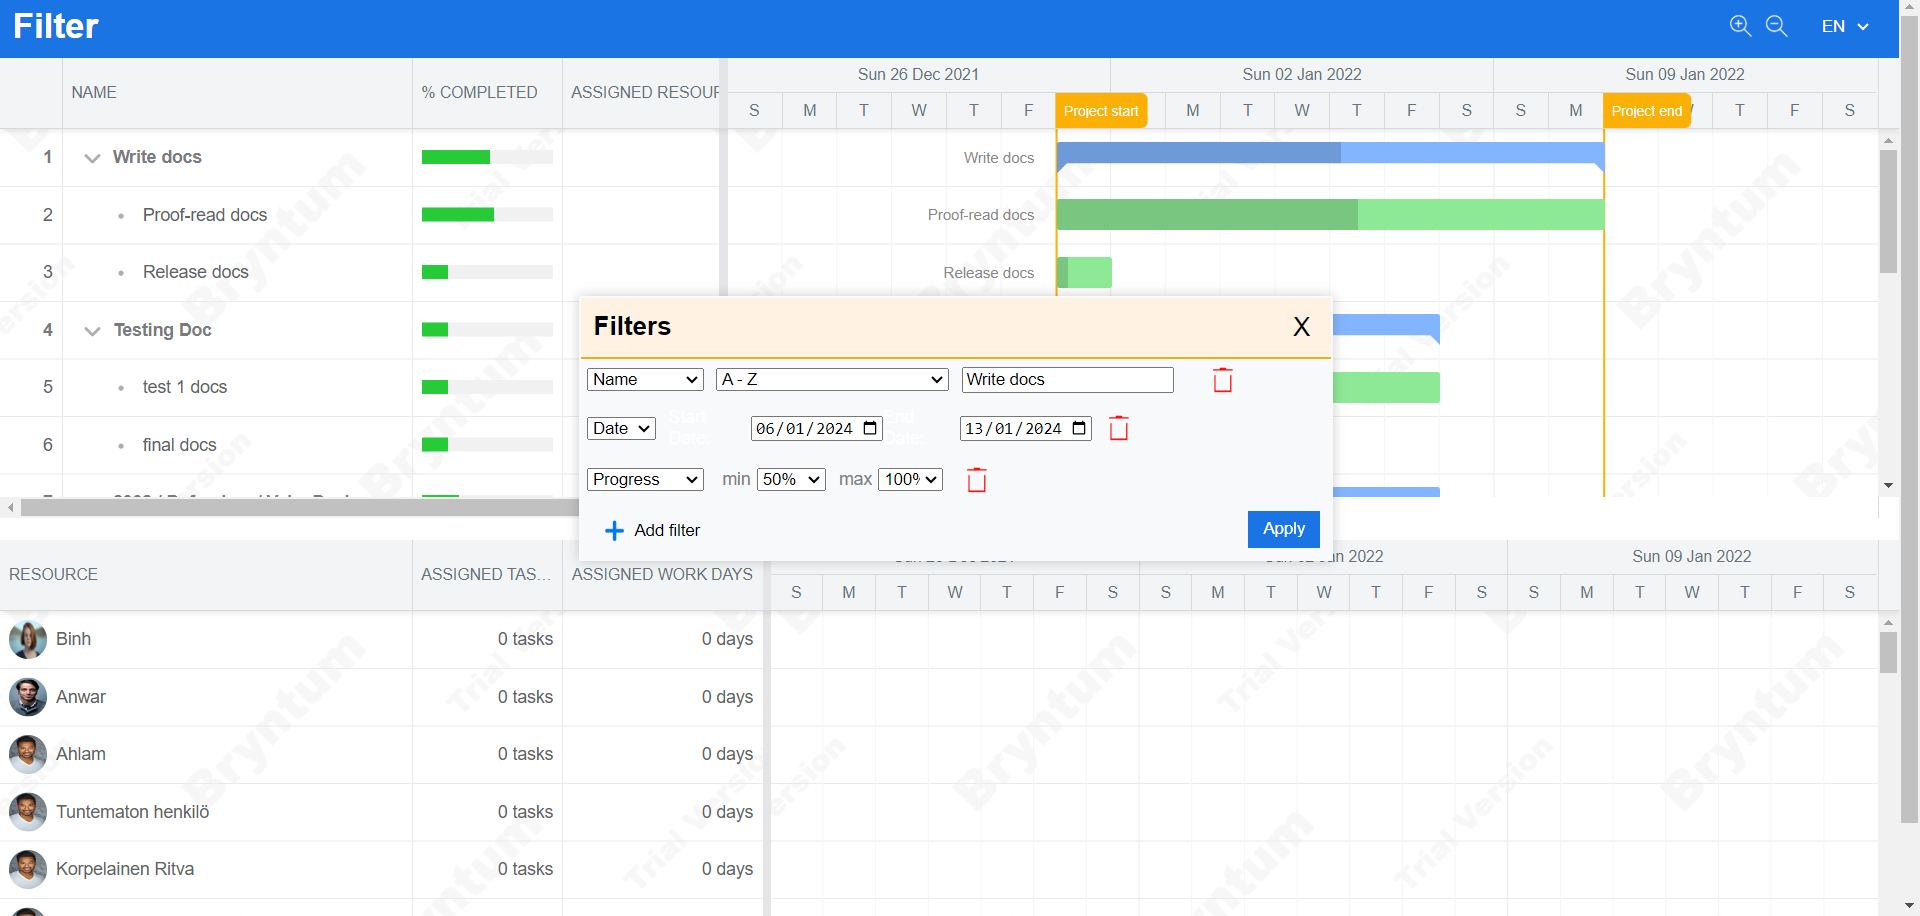 Filter
EN
NAME
% COMPLETED
ASSIGNED RESOUR
Sun 26 Dec 2021
Sun 02 Jan 2022
Sun 09 Jan 2022
S M T W T F Project start M T W T F S S M Project end T F S
1 Write docs
Write docs
2 Proof-read docs
Proof-read docs
3 Release docs
Release docs
4 Testing Doc
5 test 1 docs
6 final docs
Filters
X
Name A - Z Write docs
Date Start Date: 06/01/2024 End Date: 13/01/2024
Progress min 50% max 100%
Add filter
Apply
RESOURCE
ASSIGNED TAS...
ASSIGNED WORK DAYS
Sun 09 Jan 2022
S M T W T F S S M T W T F S S M T W T F S
Binh 0 tasks 0 days
Anwar 0 tasks 0 days
Ahlam 0 tasks 0 days
Tuntematon henkilö 0 tasks 0 days
Korpelainen Ritva 0 tasks 0 days
Bryntum
Trial Version